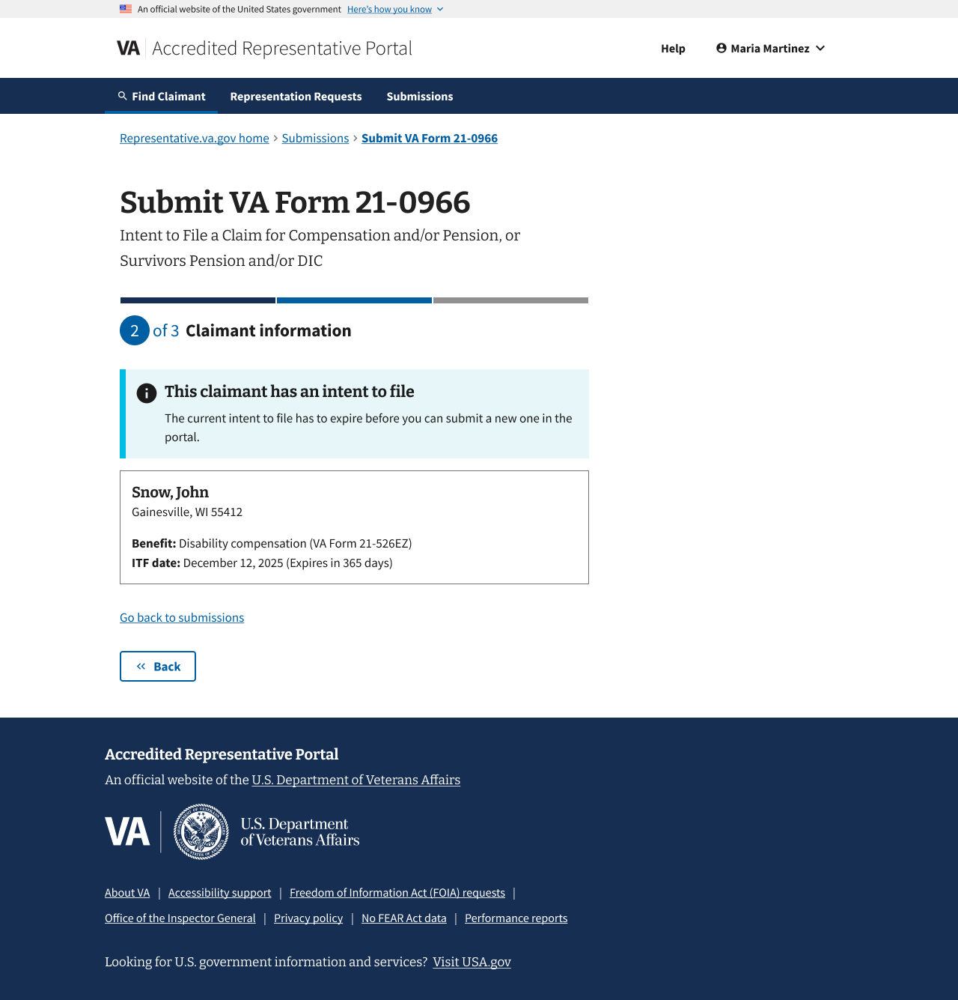 An official website of the United States government Here's how you know
VA Accredited Representative Portal
Help
Maria Martinez
Find Claimant
Representation Requests
Submissions
Representative.va.gov home
Submissions
Submit VA Form 21-0966
Submit VA Form 21-0966
Intent to File a Claim for Compensation and/or Pension, or
Survivors Pension and/or DIC
2 of 3 Claimant information
This claimant has an intent to file
The current intent to file has to expire before you can submit a new one in the
portal.
Snow, John
Gainesville, WI 55412
Benefit: Disability compensation (VA Form 21-526EZ)
ITF date: December 12, 2025 (Expires in 365 days)
Go back to submissions
Back
Accredited Representative Portal
An official website of the U.S. Department of Veterans Affairs
VA
U.S. Department
of Veterans Affairs
About VA | Accessibility support | Freedom of Information Act (FOIA) requests |
Office of the Inspector General | Privacy policy | No FEAR Act data | Performance reports
Looking for U.S. government information and services? Visit USA.gov